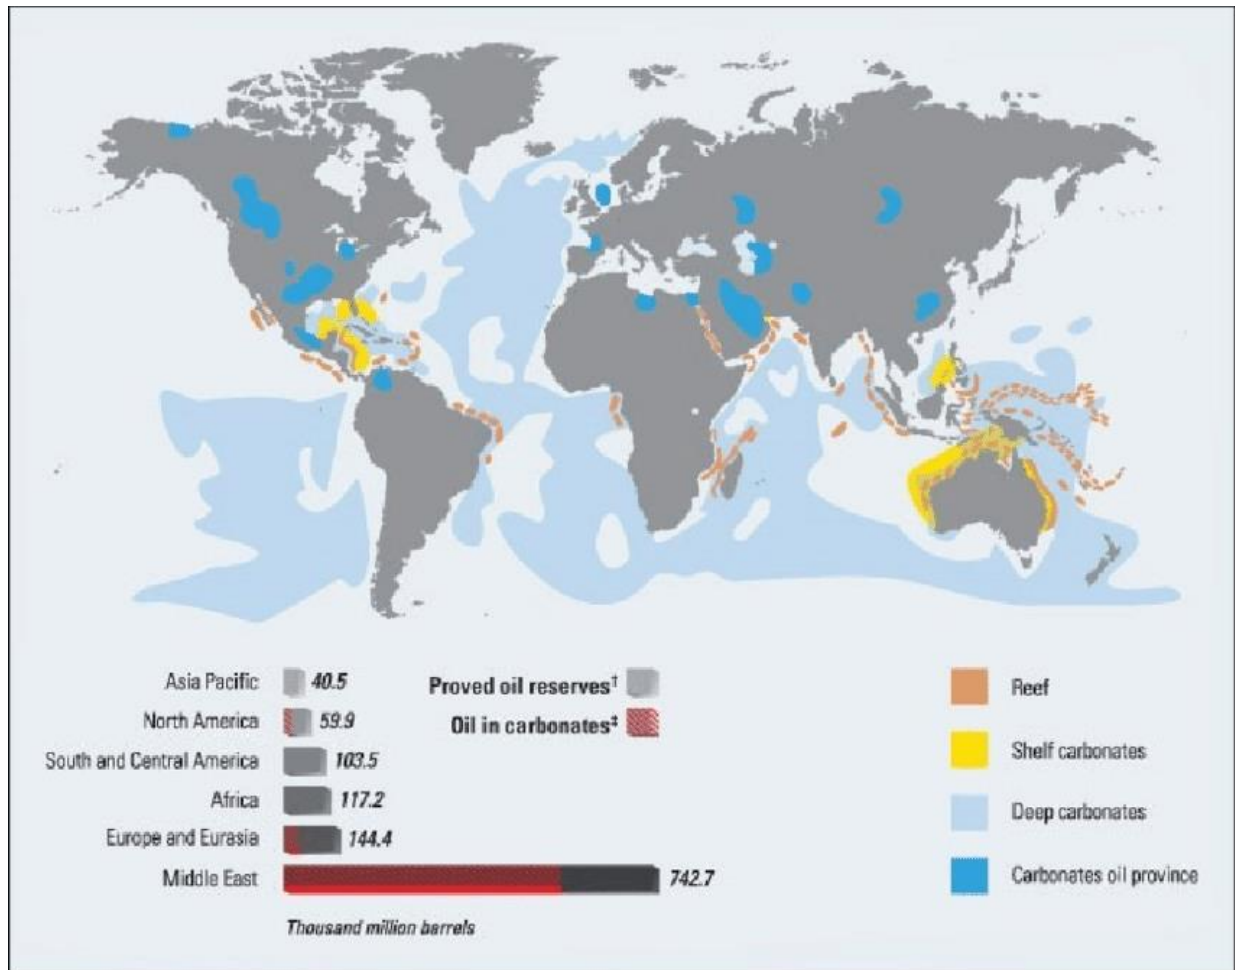 Asia Pacific 40.5
North America 59.9
South and Central America 103.5
Africa 117.2
Europe and Eurasia 144.4
Middle East 742.7
Thousand million barrels
Proved oil reserves†
Oil in carbonates‡
Reef
Shelf carbonates
Deep carbonates
Carbonates oil province